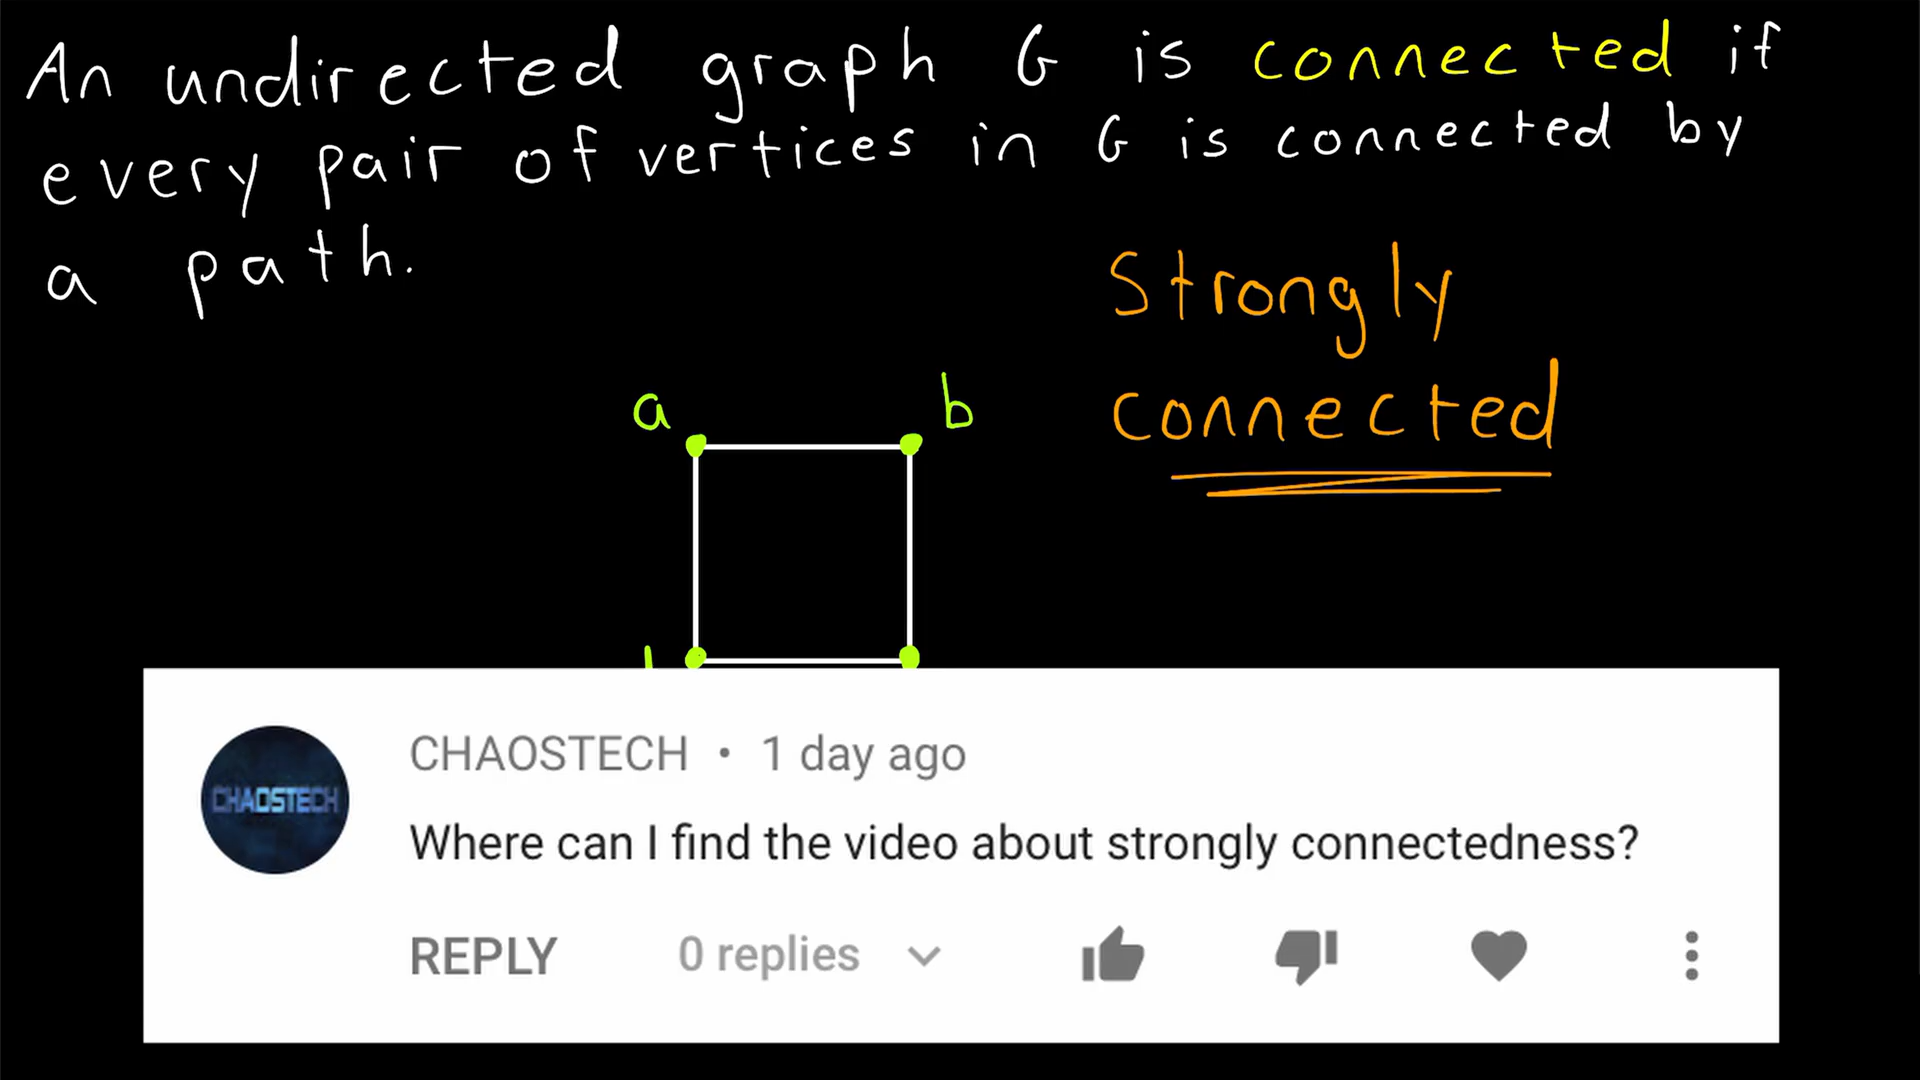 An undirected graph G is connected if
every pair of vertices in G is connected by
a path.
Strongly
connected
a b
CHAOSTECH • 1 day ago
CHAOSTECH
Where can I find the video about strongly connectedness?
REPLY 0 replies